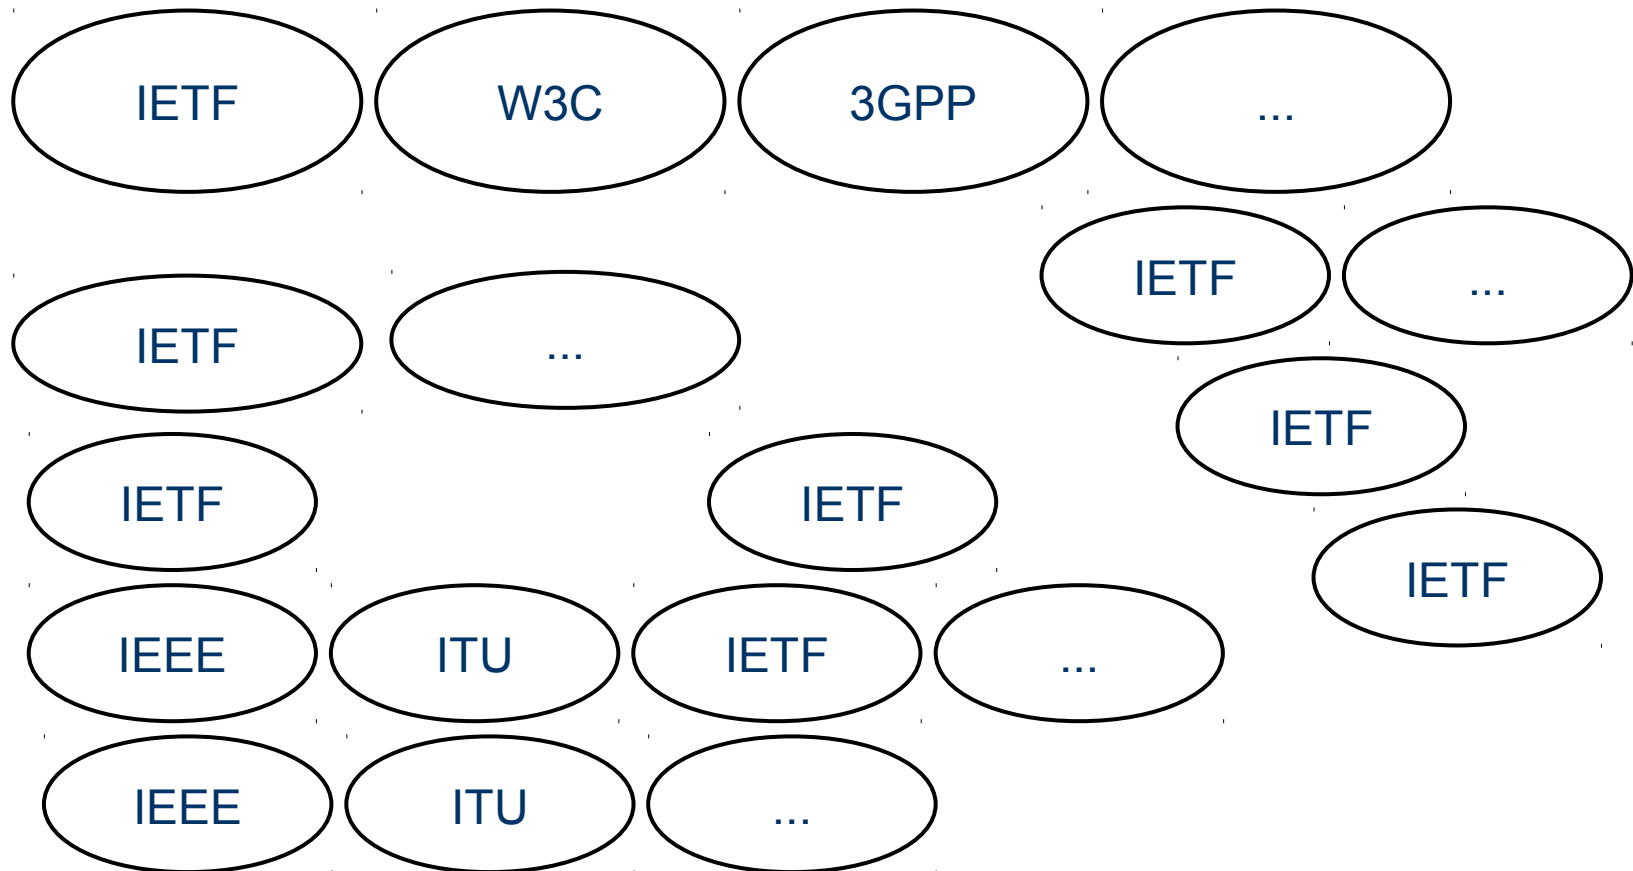 IETF W3C 3GPP ...
IETF ...
IETF ...
IETF
IETF IETF
IETF
IEEE ITU IETF ...
IEEE ITU ...